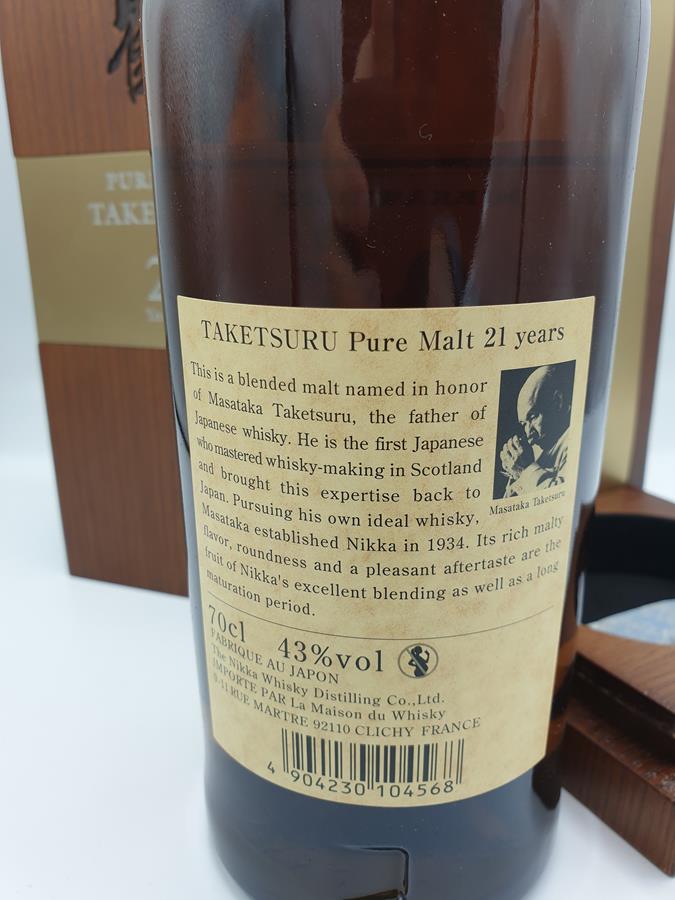 PUR
TAKE
2
TAKETSURU Pure Malt 21 years
This is a blended malt named in honor
of Masataka Taketsuru, the father of
Japanese whisky. He is the first Japanese
who mastered whisky-making in Scotland
and brought this expertise back to
Japan. Pursuing his own ideal whisky,
Masataka established Nikka in 1934. Its rich malty
flavor, roundness and a pleasant aftertaste are the
fruit of Nikka's excellent blending as well as a long
maturation period.
Masataka Taketsuru
70cl 43%vol
FABRIQUE AU JAPON
The Nikka Whisky Distilling Co.,Ltd.
IMPORTE PAR La Maison du Whisky
9-11 RUE MARTRE 92110 CLICHY FRANCE
4 904230 104568